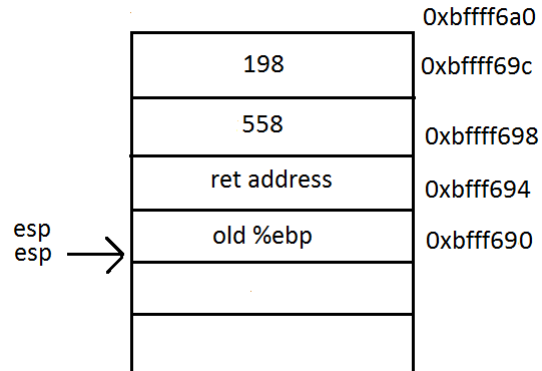 0xbffff6a0
198
0xbffff69c
558
0xbffff698
ret address
0xbfff694
old %ebp
0xbfff690
esp
esp